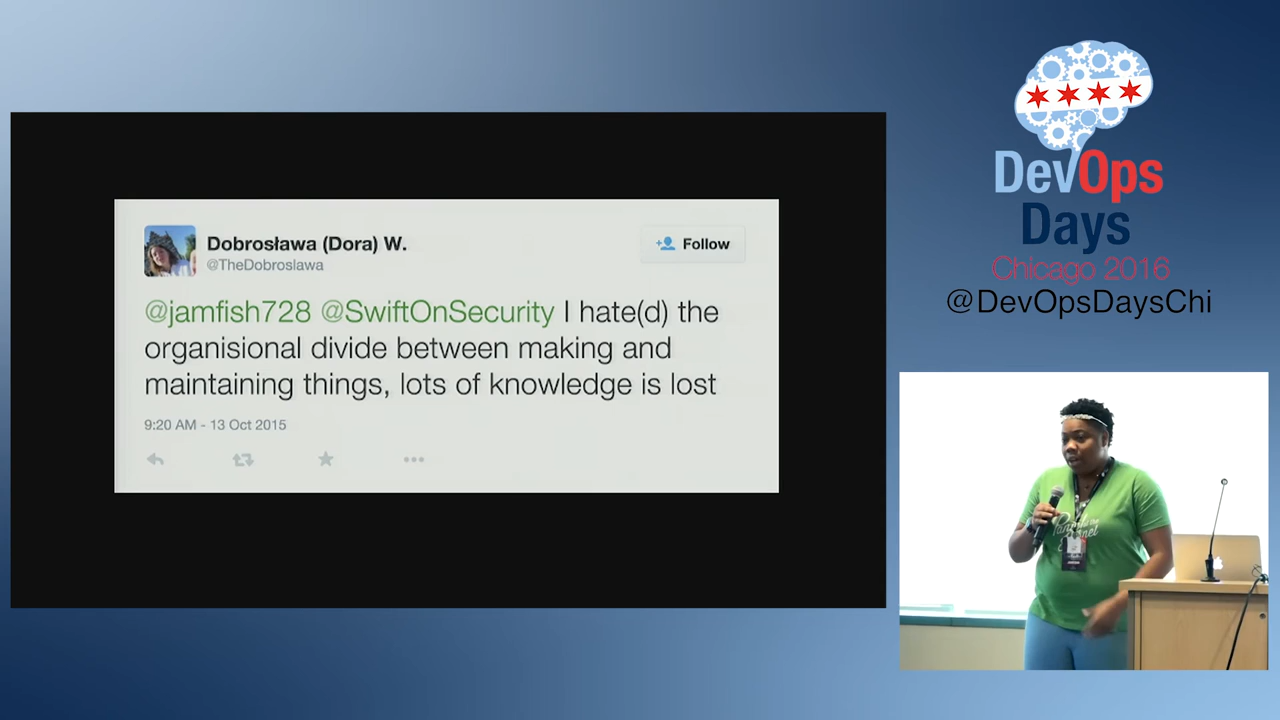 Dobrosława (Dora) W.
@TheDobroslawa
Follow
@jamfish728 @SwiftOnSecurity I hate(d) the
organisional divide between making and
maintaining things, lots of knowledge is lost
9:20 AM - 13 Oct 2015
DevOps
Days
Chicago 2016
@DevOpsDaysChi